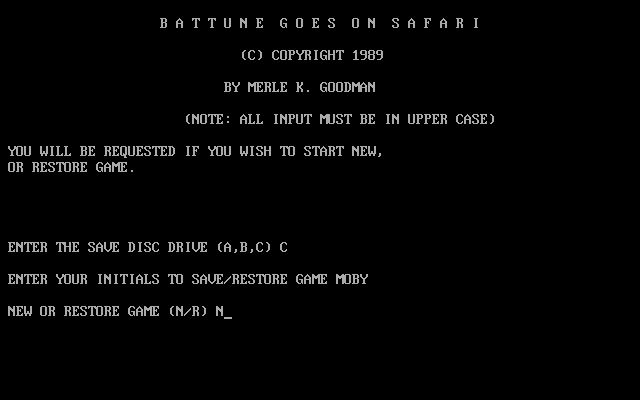 B A T T U N E  G O E S  O N  S A F A R I
(C) COPYRIGHT 1989
BY MERLE K. GOODMAN
(NOTE: ALL INPUT MUST BE IN UPPER CASE)
YOU WILL BE REQUESTED IF YOU WISH TO START NEW,
OR RESTORE GAME.
ENTER THE SAVE DISC DRIVE (A,B,C) C
ENTER YOUR INITIALS TO SAVE/RESTORE GAME MOBY
NEW OR RESTORE GAME (N/R) N_